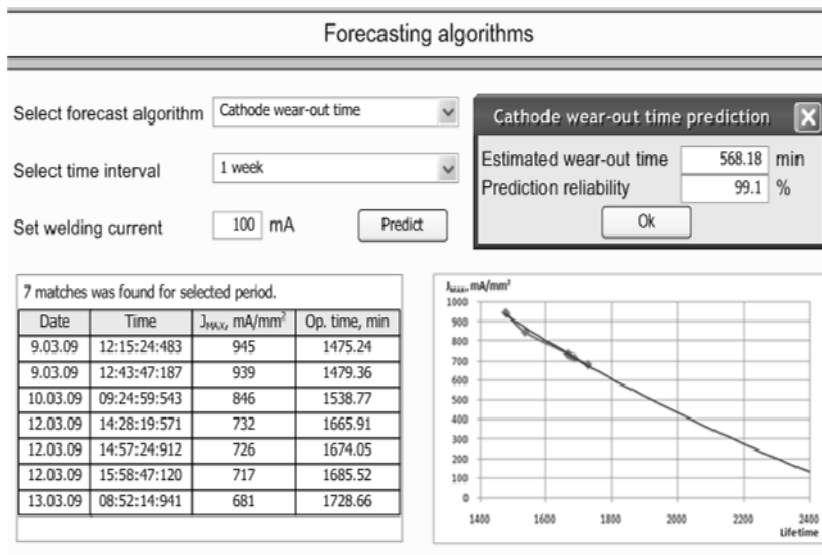 Forecasting algorithms
Select forecast algorithm Cathode wear-out time
Select time interval 1 week
Set welding current 100 mA Predict
Cathode wear-out time prediction
Estimated wear-out time 568.18 min
Prediction reliability 99.1 %
Ok
7 matches was found for selected period.
Date Time JMAX, mA/mm² Op. time, min
9.03.09 12:15:24:483 945 1475.24
9.03.09 12:43:47:187 939 1479.36
10.03.09 09:24:59:543 846 1538.77
12.03.09 14:28:19:571 732 1665.91
12.03.09 14:57:24:912 726 1674.05
12.03.09 15:58:47:120 717 1685.52
13.03.09 08:52:14:941 681 1728.66
JMAX, mA/mm²
1000
900
800
700
600
500
400
300
200
100
0
1400 1600 1800 2000 2200 2400
Lifetime